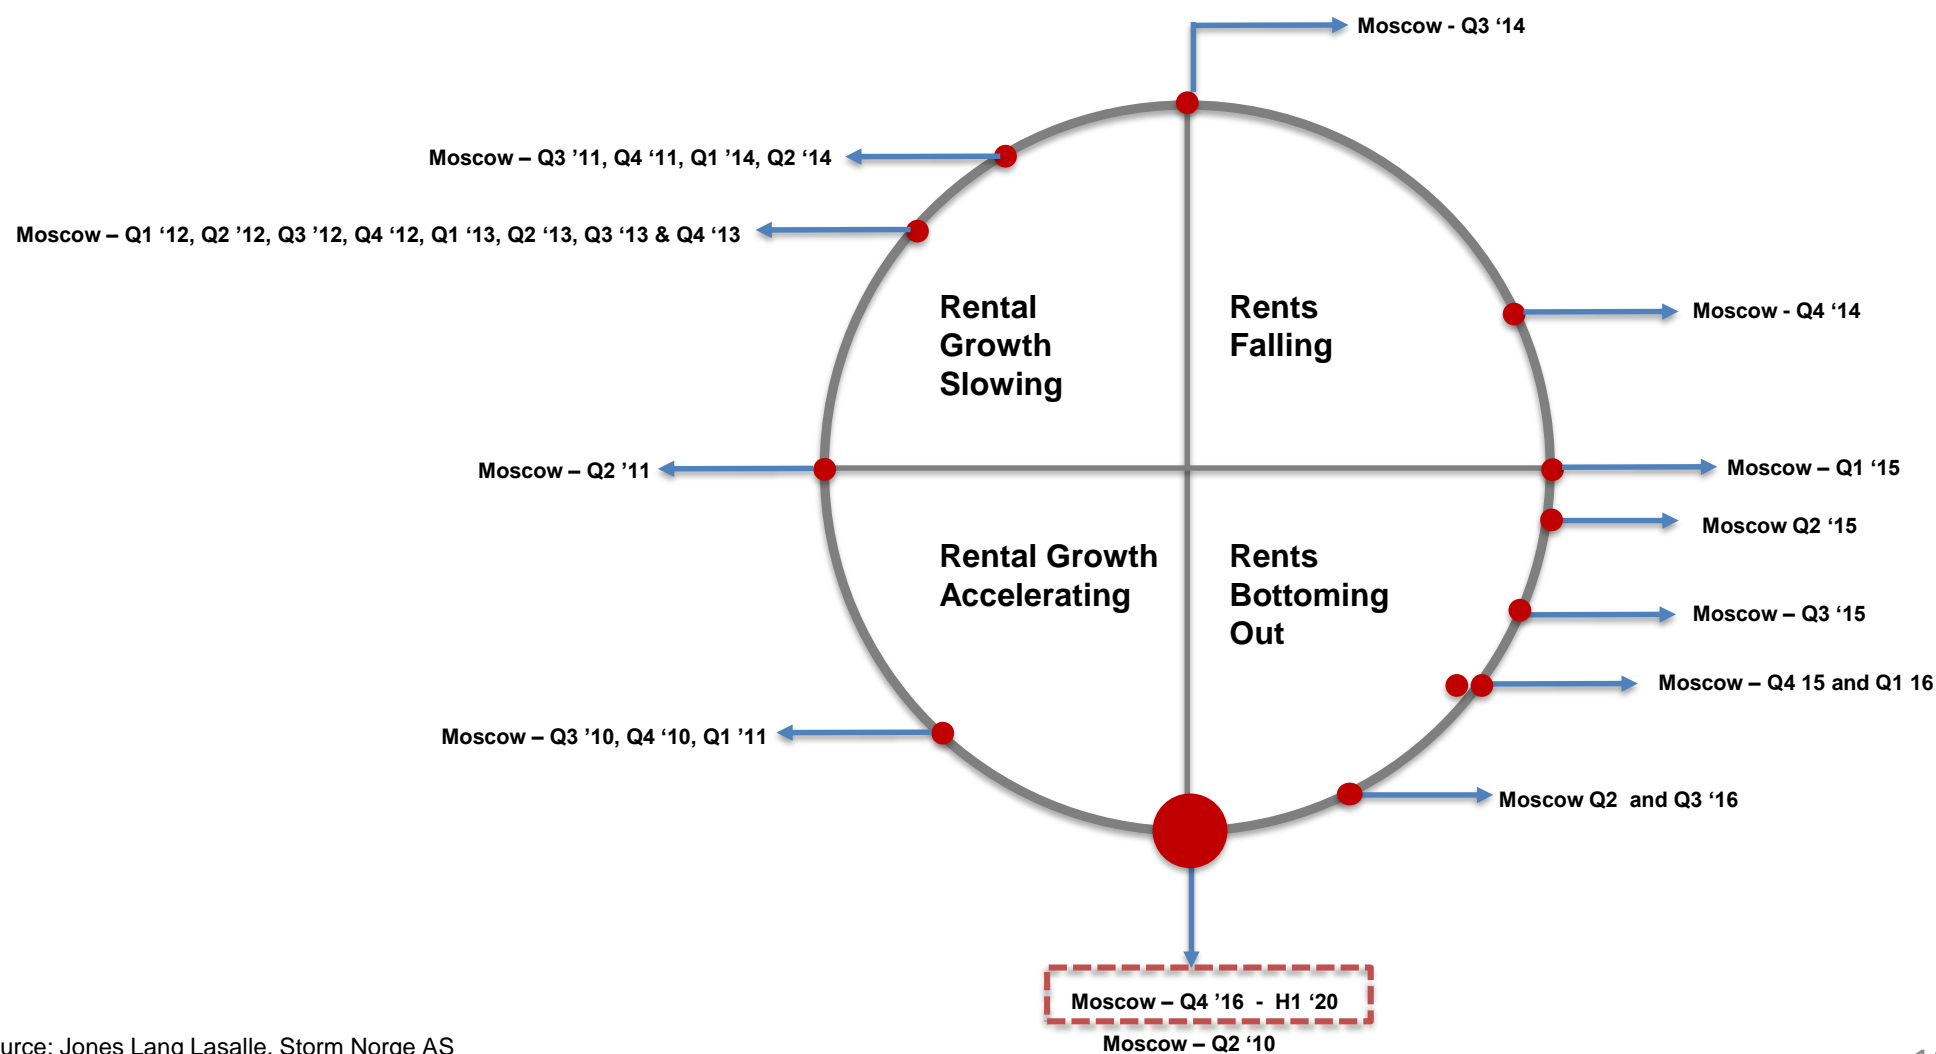 Moscow - Q3 ‘14
Moscow – Q3 ’11, Q4 ‘11, Q1 ’14, Q2 ‘14
Moscow – Q1 ‘12, Q2 ’12, Q3 ’12, Q4 ‘12, Q1 ‘13, Q2 ‘13, Q3 ‘13 & Q4 ‘13
Rental
Growth
Slowing
Rents
Falling
Moscow - Q4 ‘14
Moscow – Q2 ’11
Moscow – Q1 ‘15
Moscow Q2 ‘15
Rental Growth
Accelerating
Rents
Bottoming
Out
Moscow – Q3 ‘15
Moscow – Q4 15 and Q1 16
Moscow – Q3 ’10, Q4 ‘10, Q1 ’11
Moscow Q2 and Q3 ‘16
Moscow – Q4 ’16 - H1 ‘20
Moscow – Q2 ‘10
urce: Jones Lang Lasalle, Storm Norge AS